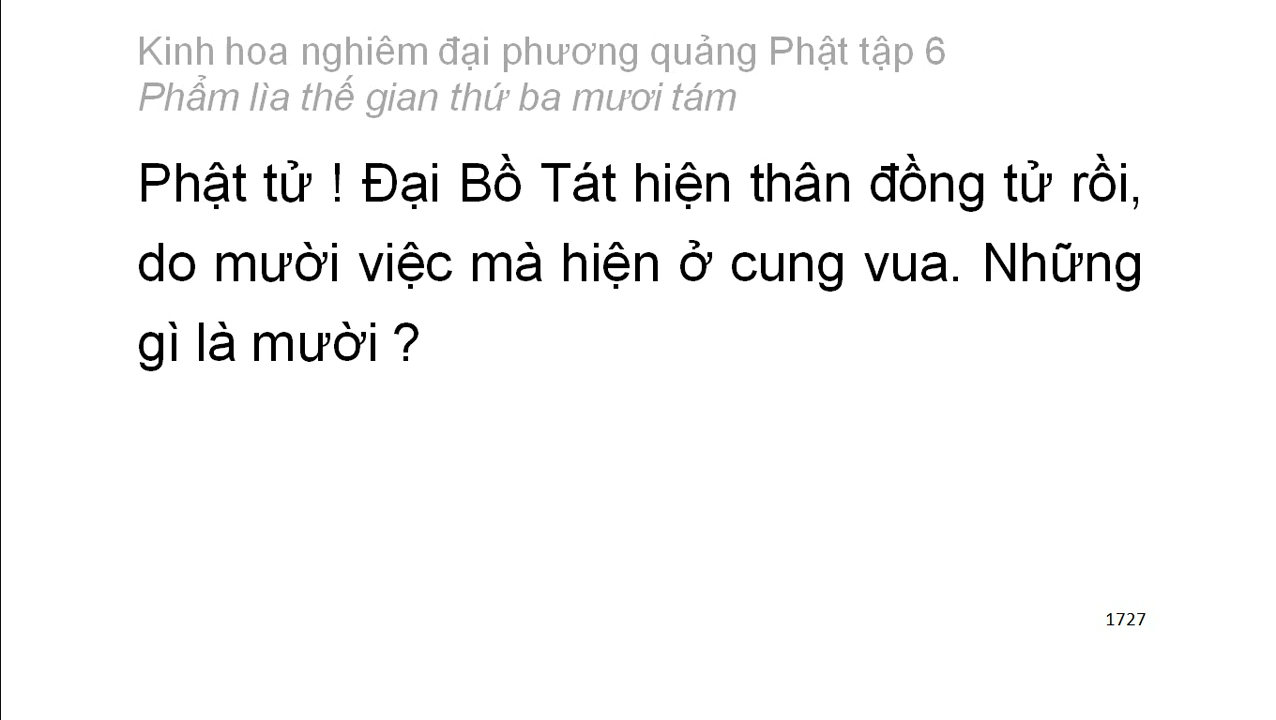 Kinh hoa nghiêm đại phương quảng Phật tập 6
Phẩm lìa thế gian thứ ba mươi tám
Phật tử ! Đại Bồ Tát hiện thân đồng tử rồi,
do mười việc mà hiện ở cung vua. Những
gì là mười ?
1727